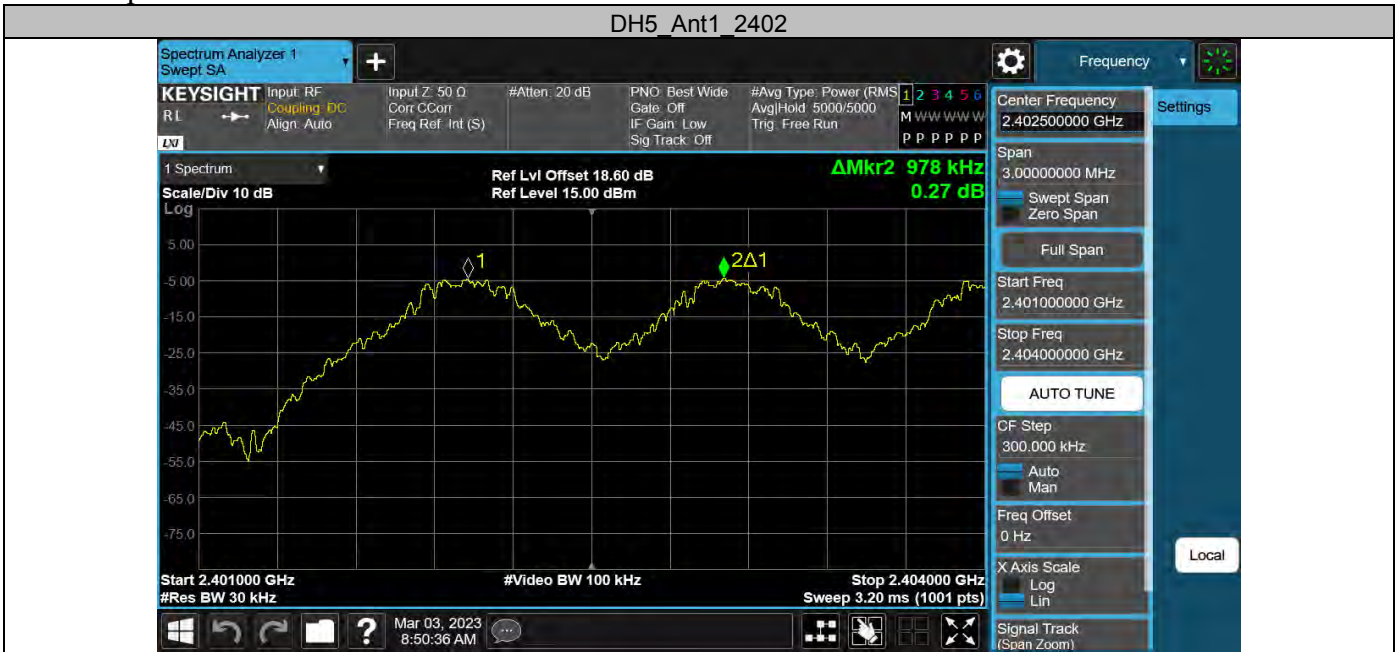 DH5_Ant1_2402
Spectrum Analyzer 1
Swept SA
Frequency
KEYSIGHT
RL
LXI
Input: RF
Coupling: DC
Align: Auto
Input Z: 50 Ω
Corr CCorr
Freq Ref: Int (S)
#Atten: 20 dB
PNO: Best Wide
Gate: Off
IF Gain: Low
Sig Track: Off
#Avg Type: Power (RMS
Avg|Hold: 5000/5000
Trig: Free Run
1 2 3 4 5 6
M W W W W W
P P P P P P
1 Spectrum
Scale/Div 10 dB
Ref Lvl Offset 18.60 dB
Ref Level 15.00 dBm
ΔMkr2 978 kHz
0.27 dB
Log
5.00
-5.00
-15.0
-25.0
-35.0
-45.0
-55.0
-65.0
-75.0
1
2Δ1
Start 2.401000 GHz
#Res BW 30 kHz
#Video BW 100 kHz
Stop 2.404000 GHz
Sweep 3.20 ms (1001 pts)
Mar 03, 2023
8:50:36 AM
Center Frequency
2.402500000 GHz
Settings
Span
3.00000000 MHz
Swept Span
Zero Span
Full Span
Start Freq
2.401000000 GHz
Stop Freq
2.404000000 GHz
AUTO TUNE
CF Step
300.000 kHz
Auto
Man
Freq Offset
0 Hz
X Axis Scale
Log
Lin
Local
Signal Track
(Span Zoom)